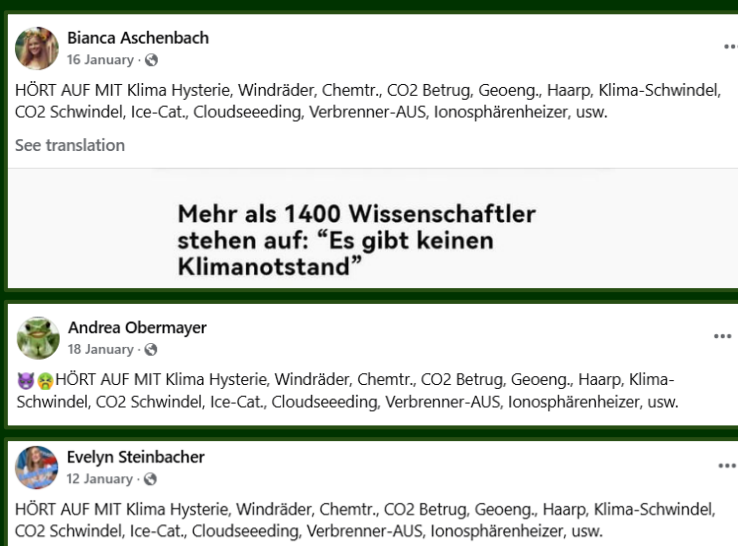 Bianca Aschenbach
16 January ·
HÖRT AUF MIT Klima Hysterie, Windräder, Chemtr., CO2 Betrug, Geoeng., Haarp, Klima-Schwindel,
CO2 Schwindel, Ice-Cat., Cloudseeeding, Verbrenner-AUS, Ionosphärenheizer, usw.
See translation
Mehr als 1400 Wissenschaftler
stehen auf: “Es gibt keinen
Klimanotstand”
Andrea Obermayer
18 January ·
😈🤮HÖRT AUF MIT Klima Hysterie, Windräder, Chemtr., CO2 Betrug, Geoeng., Haarp, Klima-
Schwindel, CO2 Schwindel, Ice-Cat., Cloudseeeding, Verbrenner-AUS, Ionosphärenheizer, usw.
Evelyn Steinbacher
12 January ·
HÖRT AUF MIT Klima Hysterie, Windräder, Chemtr., CO2 Betrug, Geoeng., Haarp, Klima-Schwindel,
CO2 Schwindel, Ice-Cat., Cloudseeeding, Verbrenner-AUS, Ionosphärenheizer, usw.